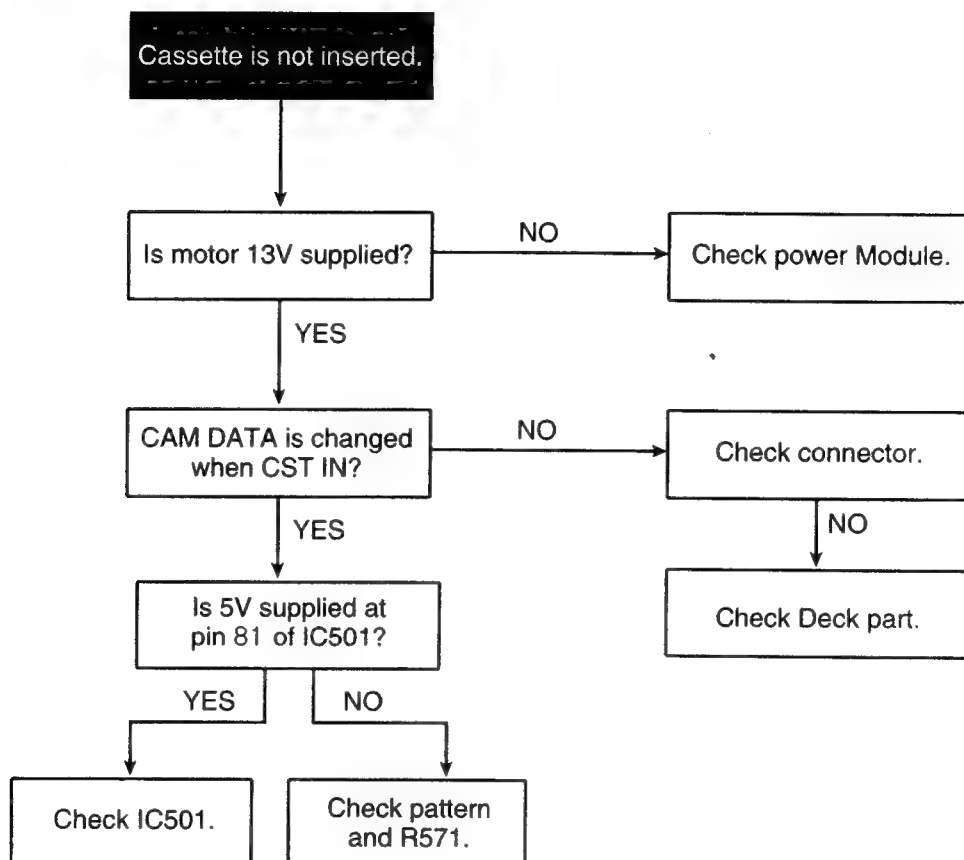 Cassette is not inserted.
Is motor 13V supplied?
NO
Check power Module.
YES
CAM DATA is changed
when CST IN?
NO
Check connector.
YES
NO
Is 5V supplied at
pin 81 of IC501?
Check Deck part.
YES
NO
Check IC501.
Check pattern
and R571.